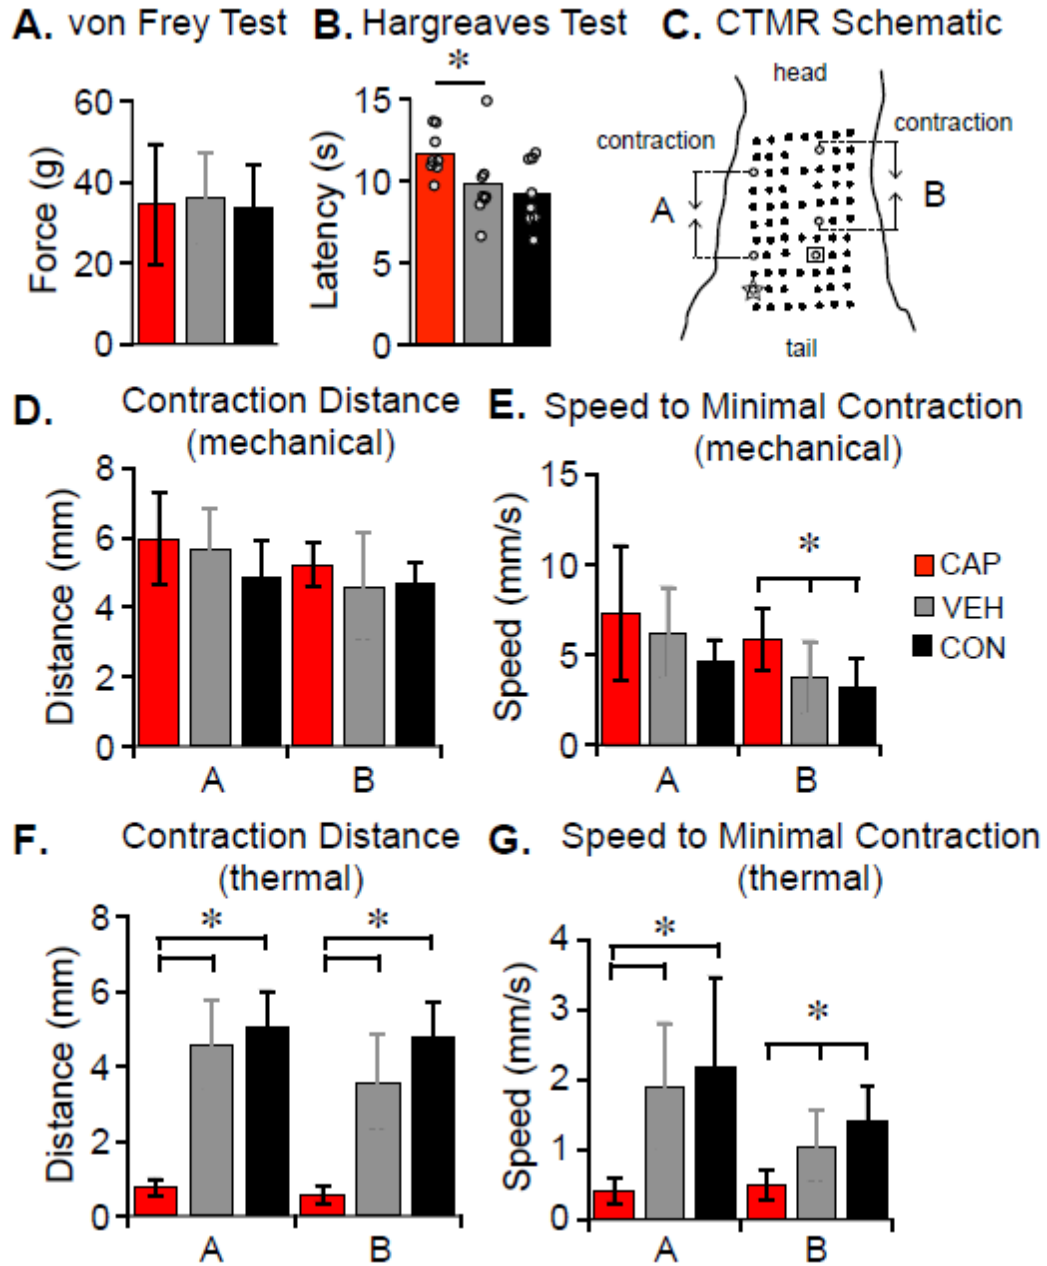 A. von Frey Test
60
40
20
0
Force (g)
B. Hargreaves Test
*
15
10
5
0
Latency (s)
C. CTMR Schematic
head
contraction
contraction
A
B
tail
D. Contraction Distance
(mechanical)
8
6
4
2
0
Distance (mm)
A
B
E. Speed to Minimal Contraction
(mechanical)
15
10
5
0
Speed (mm/s)
*
A
B
CAP
VEH
CON
F. Contraction Distance
(thermal)
8
6
4
2
0
Distance (mm)
*
*
A
B
G. Speed to Minimal Contraction
(thermal)
4
3
2
1
0
Speed (mm/s)
*
*
A
B